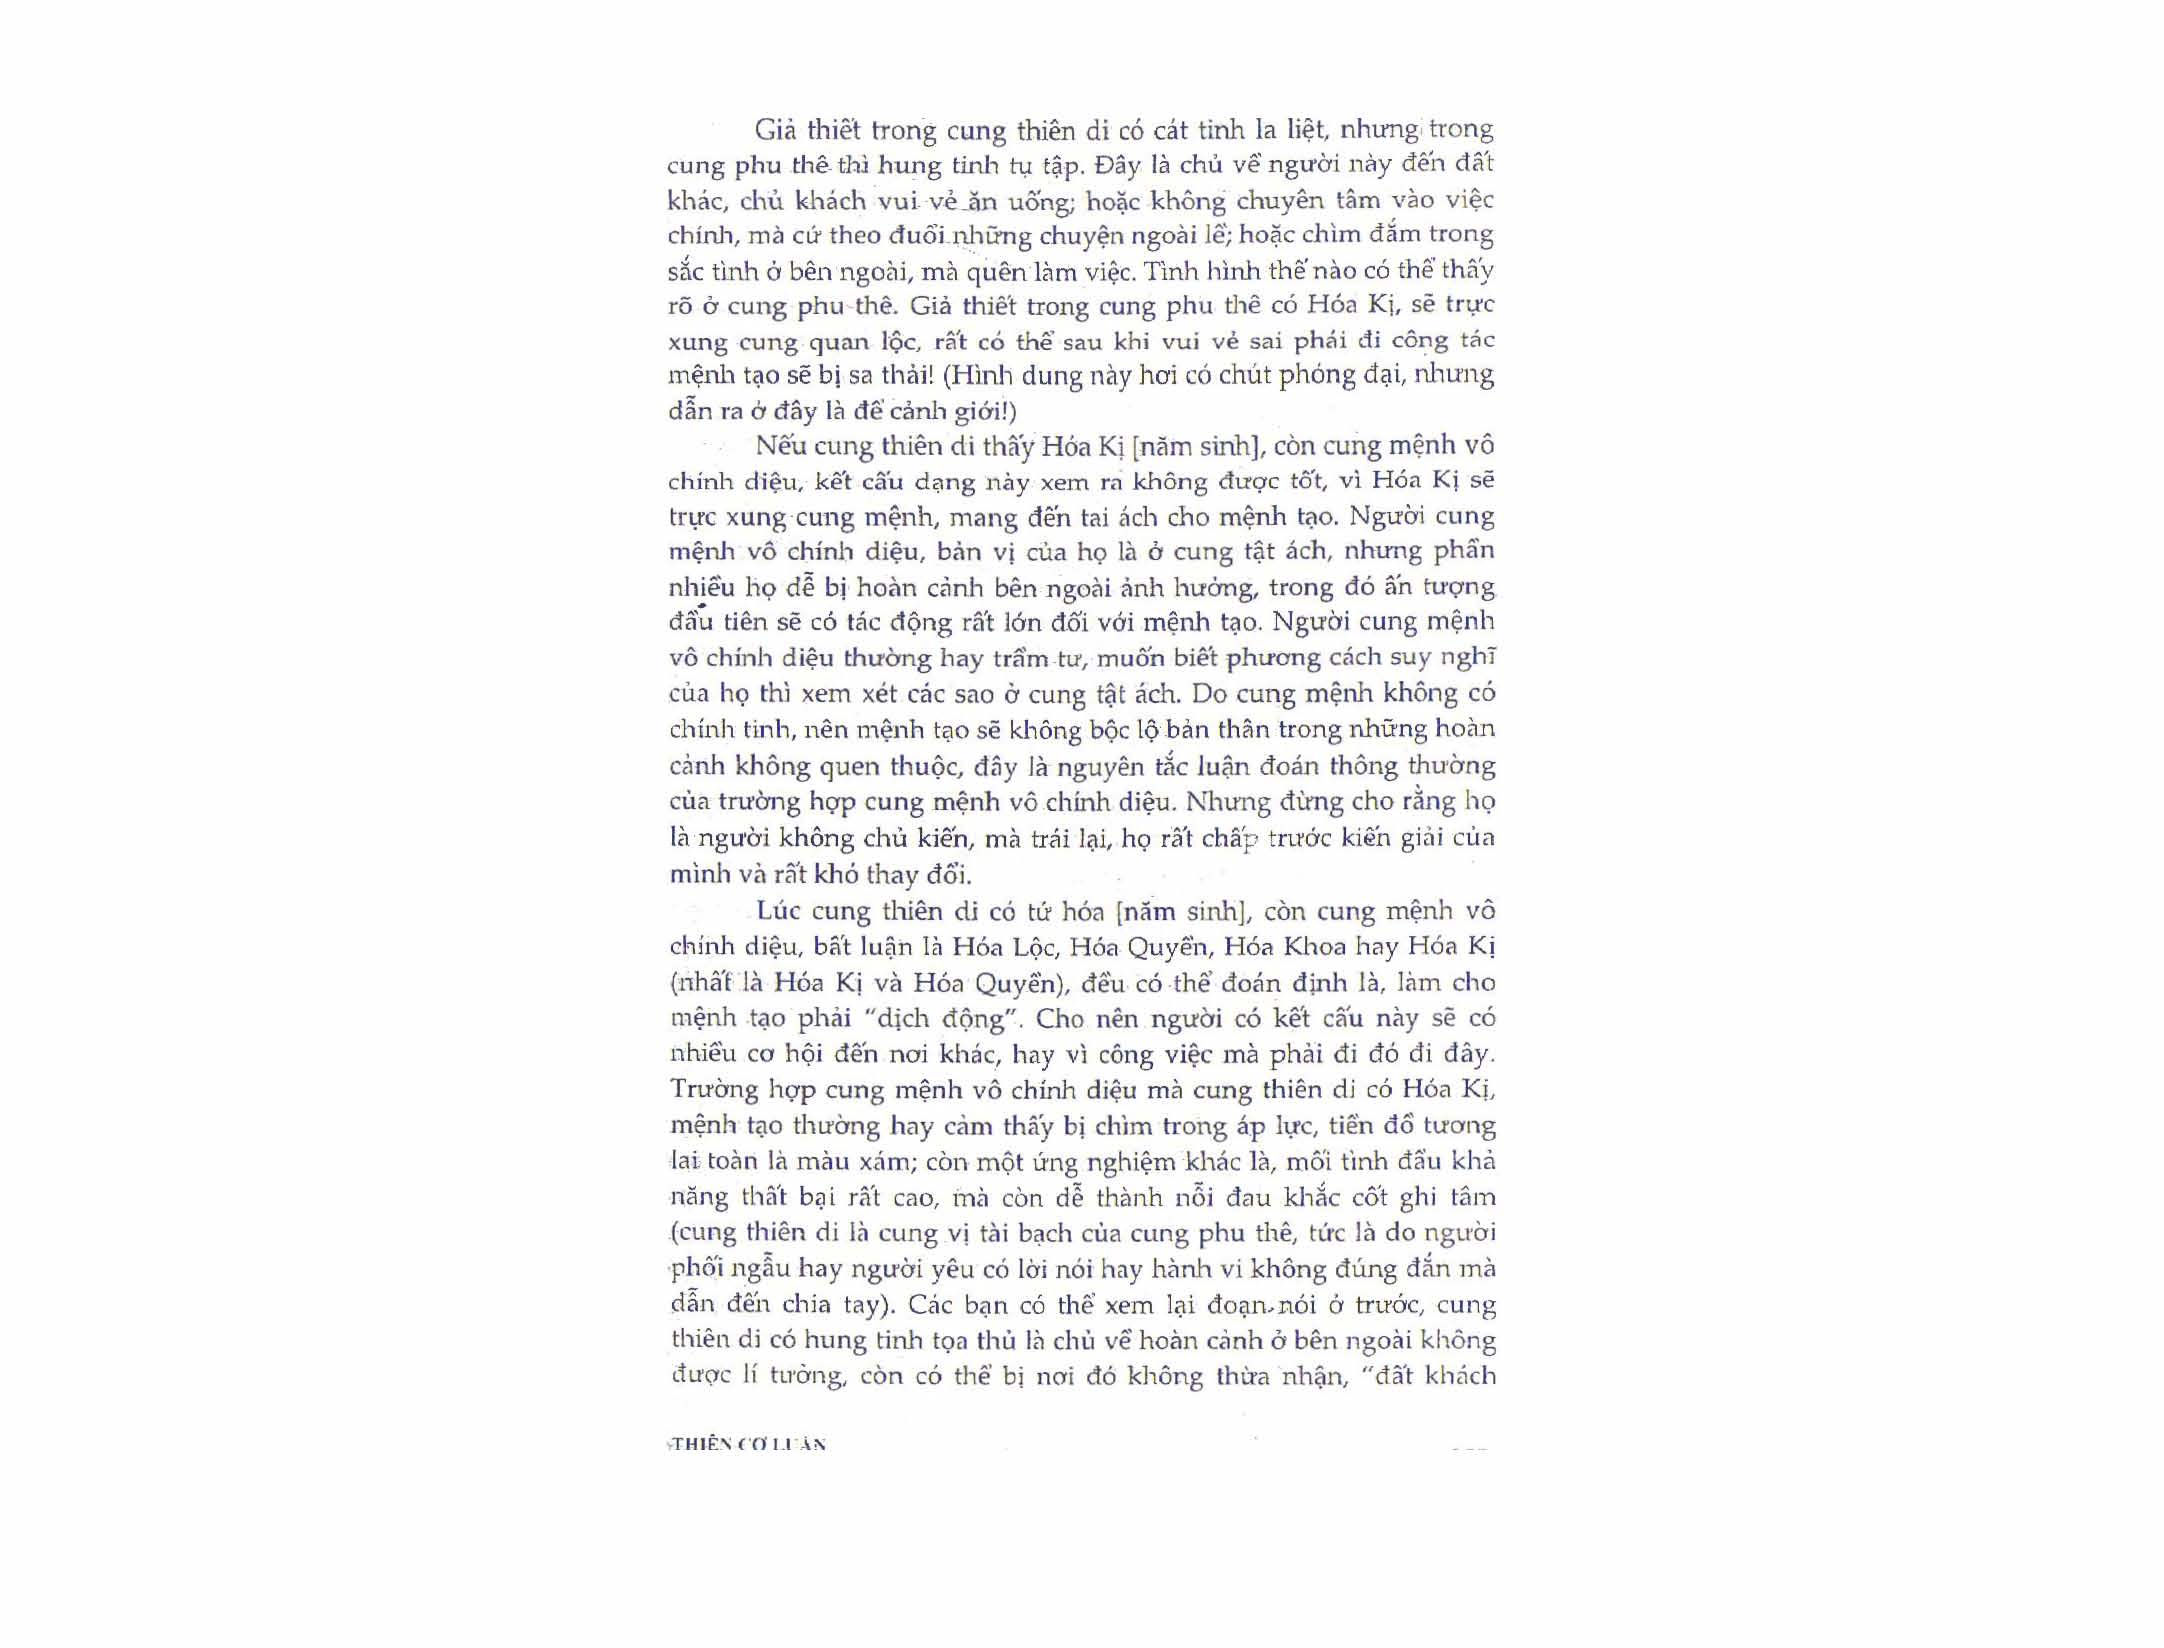 Giả thiết trong cung thiên di có cát tinh la liệt, nhưng trong
cung phu thê thì hung tinh tụ tập. Đây là chủ về người này đến đất
khác, chủ khách vui vẻ ăn uống; hoặc không chuyên tâm vào việc
chính, mà cứ theo đuổi những chuyện ngoài lề; hoặc chìm đắm trong
sắc tình ở bên ngoài, mà quên làm việc. Tình hình thế nào có thể thấy
rõ ở cung phu thê. Giả thiết trong cung phu thê có Hóa Kị, sẽ trực
xung cung quan lộc, rất có thể sau khi vui vẻ sai phái đi công tác
mệnh tạo sẽ bị sa thải! (Hình dung này hơi có chút phóng đại, nhưng
dẫn ra ở đây là để cảnh giới!)
Nếu cung thiên di thấy Hóa Kị [năm sinh], còn cung mệnh vô
chính diệu, kết cấu dạng này xem ra không được tốt, vì Hóa Kị sẽ
trực xung cung mệnh, mang đến tai ách cho mệnh tạo. Người cung
mệnh vô chính diệu, bản vị của họ là ở cung tật ách, nhưng phần
nhiều họ dễ bị hoàn cảnh bên ngoài ảnh hưởng, trong đó ấn tượng
đầu tiên sẽ có tác động rất lớn đối với mệnh tạo. Người cung mệnh
vô chính diệu thường hay trầm tư, muốn biết phương cách suy nghĩ
của họ thì xem xét các sao ở cung tật ách. Do cung mệnh không có
chính tinh, nên mệnh tạo sẽ không bộc lộ bản thân trong những hoàn
cảnh không quen thuộc, đây là nguyên tắc luận đoán thông thường
của trường hợp cung mệnh vô chính diệu. Nhưng đừng cho rằng họ
là người không chủ kiến, mà trái lại, họ rất chấp trước kiến giải của
mình và rất khó thay đổi.
Lúc cung thiên di có tứ hóa [năm sinh], còn cung mệnh vô
chính diệu, bất luận là Hóa Lộc, Hóa Quyền, Hóa Khoa hay Hóa Kị
(nhất là Hóa Kị và Hóa Quyền), đều có thể đoán định là, làm cho
mệnh tạo phải "dịch động". Cho nên người có kết cấu này sẽ có
nhiều cơ hội đến nơi khác, hay vì công việc mà phải đi đó đi đây.
Trường hợp cung mệnh vô chính diệu mà cung thiên di có Hóa Kị,
mệnh tạo thường hay cảm thấy bị chìm trong áp lực, tiền đồ tương
lai toàn là màu xám; còn một ứng nghiệm khác là, mối tình đầu khả
năng thất bại rất cao, mà còn dễ thành nỗi đau khắc cốt ghi tâm
(cung thiên di là cung vị tài bạch của cung phu thê, tức là do người
phối ngẫu hay người yêu có lời nói hay hành vi không đúng đắn mà
dẫn đến chia tay). Các bạn có thể xem lại đoạn nói ở trước, cung
thiên di có hung tinh tọa thủ là chủ về hoàn cảnh ở bên ngoài không
được lí tưởng, còn có thể bị nơi đó không thừa nhận, "đất khách
THIÊN CƠ LUẬN